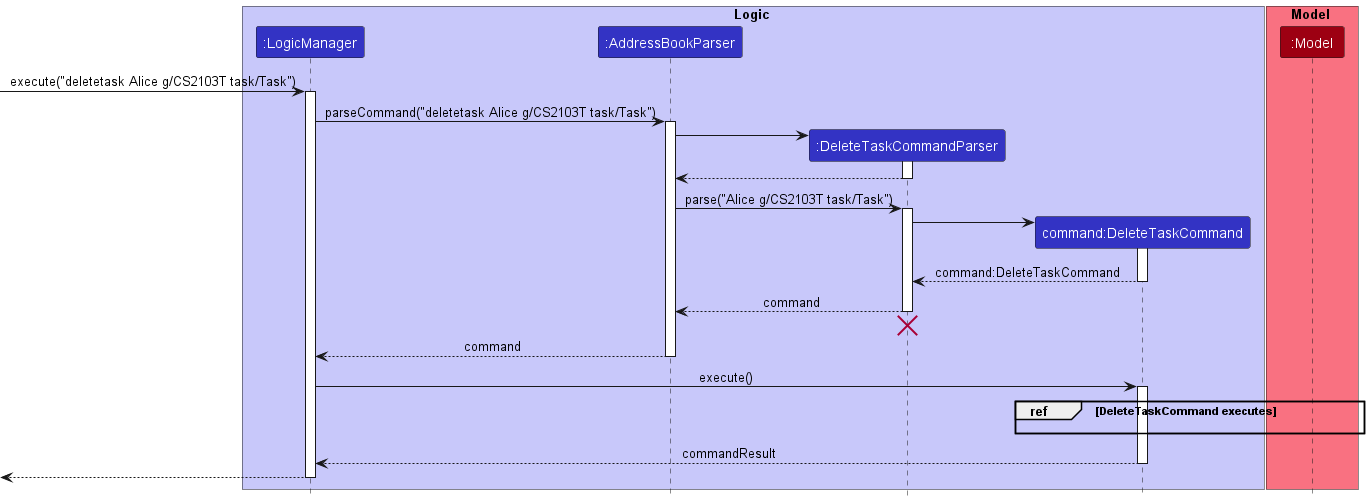 Logic
Model
:LogicManager
:AddressBookParser
:Model
execute("deletetask Alice g/CS2103T task/Task")
parseCommand("deletetask Alice g/CS2103T task/Task")
:DeleteTaskCommandParser
parse("Alice g/CS2103T task/Task")
command:DeleteTaskCommand
command:DeleteTaskCommand
command
command
execute()
ref [DeleteTaskCommand executes]
commandResult